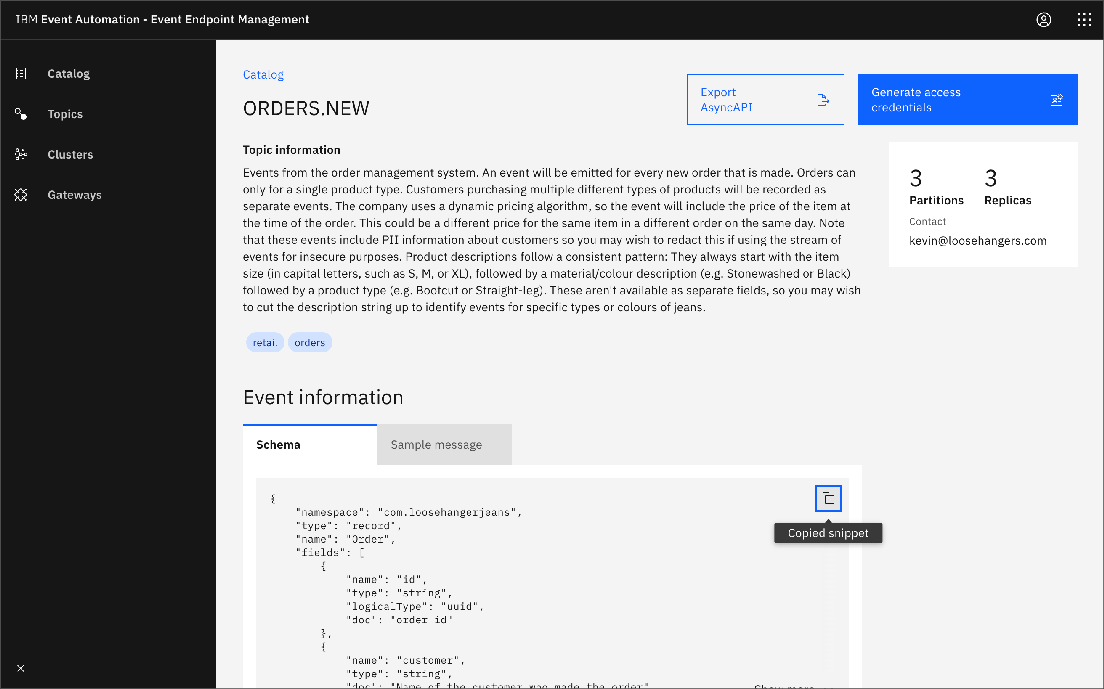 IBM Event Automation - Event Endpoint Management
Catalog
Topics
Clusters
Gateways
Catalog
ORDERS.NEW
Export
AsyncAPI
Generate access
credentials
Topic information
Events from the order management system. An event will be emitted for every new order that is made. Orders can
only for a single product type. Customers purchasing multiple different types of products will be recorded as
separate events. The company uses a dynamic pricing algorithm, so the event will include the price of the item at
the time of the order. This could be a different price for the same item in a different order on the same day. Note
that these events include PII information about customers so you may wish to redact this if using the stream of
events for insecure purposes. Product descriptions follow a consistent pattern: They always start with the item
size (in capital letters, such as S, M, or XL), followed by a material/colour description (e.g. Stonewashed or Black)
followed by a product type (e.g. Bootcut or Straight-leg). These aren't available as separate fields, so you may wish
to cut the description string up to identify events for specific types or colours of jeans.
retail orders
3 3
Partitions Replicas
Contact
kevin@loosehangers.com
Event information
Schema Sample message
Copied snippet
{
"namespace": "com.loosehangerjeans",
"type": "record",
"name": "Order",
"fields": [
{
"name": "id",
"type": "string",
"logicalType": "uuid",
"doc": "order id"
},
{
"name": "customer",
"type": "string",
"doc": "Name of the customer who made the order"
Show more